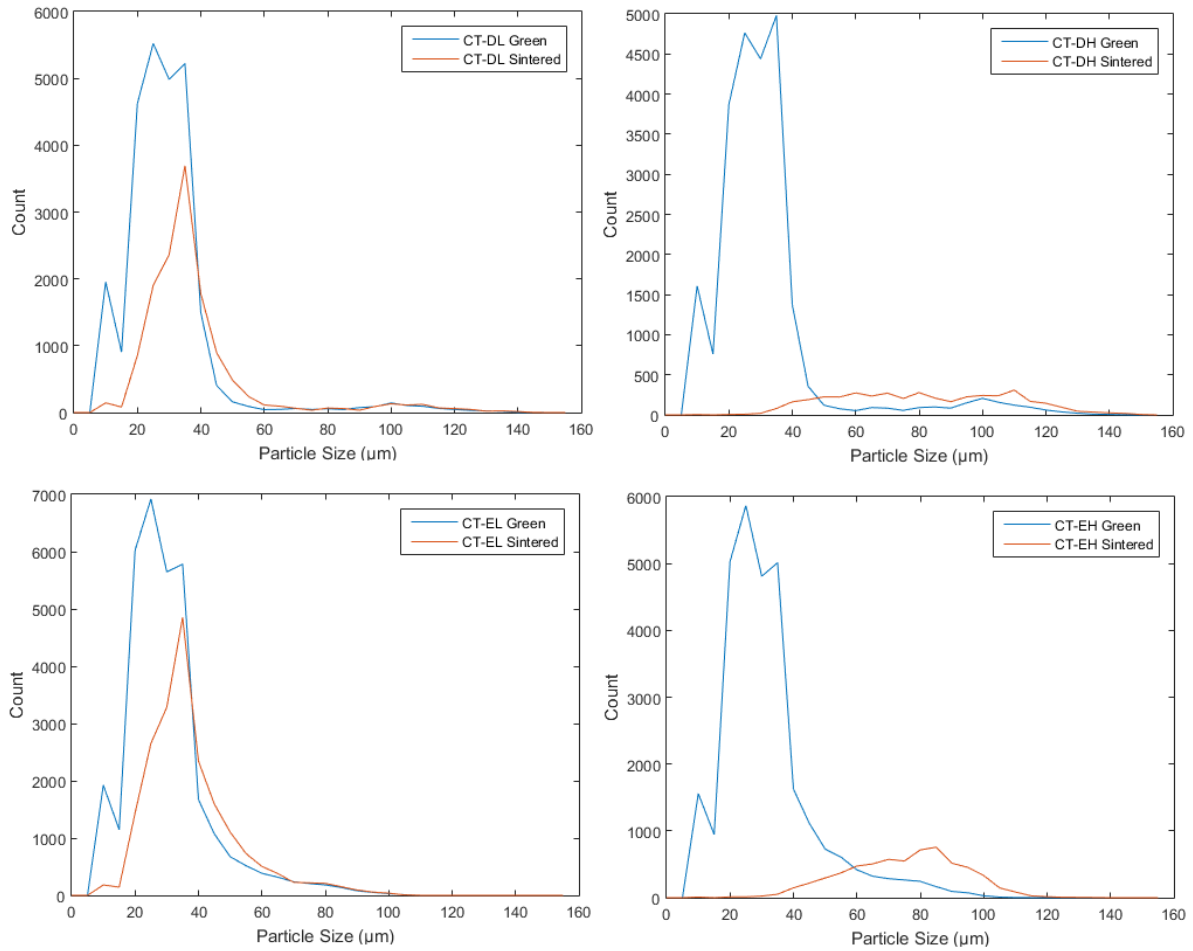 6000
5000
4000
3000
2000
1000
0
Count
0 20 40 60 80 100 120 140 160
Particle Size (μm)
CT-DL Green
CT-DL Sintered
5000
4500
4000
3500
3000
2500
2000
1500
1000
500
0
Count
0 20 40 60 80 100 120 140 160
Particle Size (μm)
CT-DH Green
CT-DH Sintered
7000
6000
5000
4000
3000
2000
1000
0
Count
0 20 40 60 80 100 120 140 160
Particle Size (μm)
CT-EL Green
CT-EL Sintered
6000
5000
4000
3000
2000
1000
0
Count
0 20 40 60 80 100 120 140 160
Particle Size (μm)
CT-EH Green
CT-EH Sintered